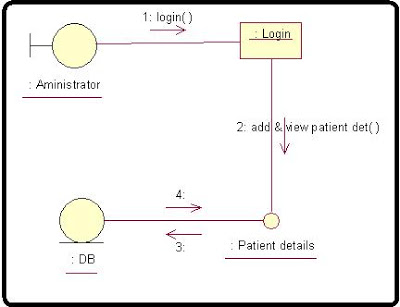 1: login( )
: Login
: Aministrator
2: add & view patient det( )
4:
3:
: Patient details
: DB